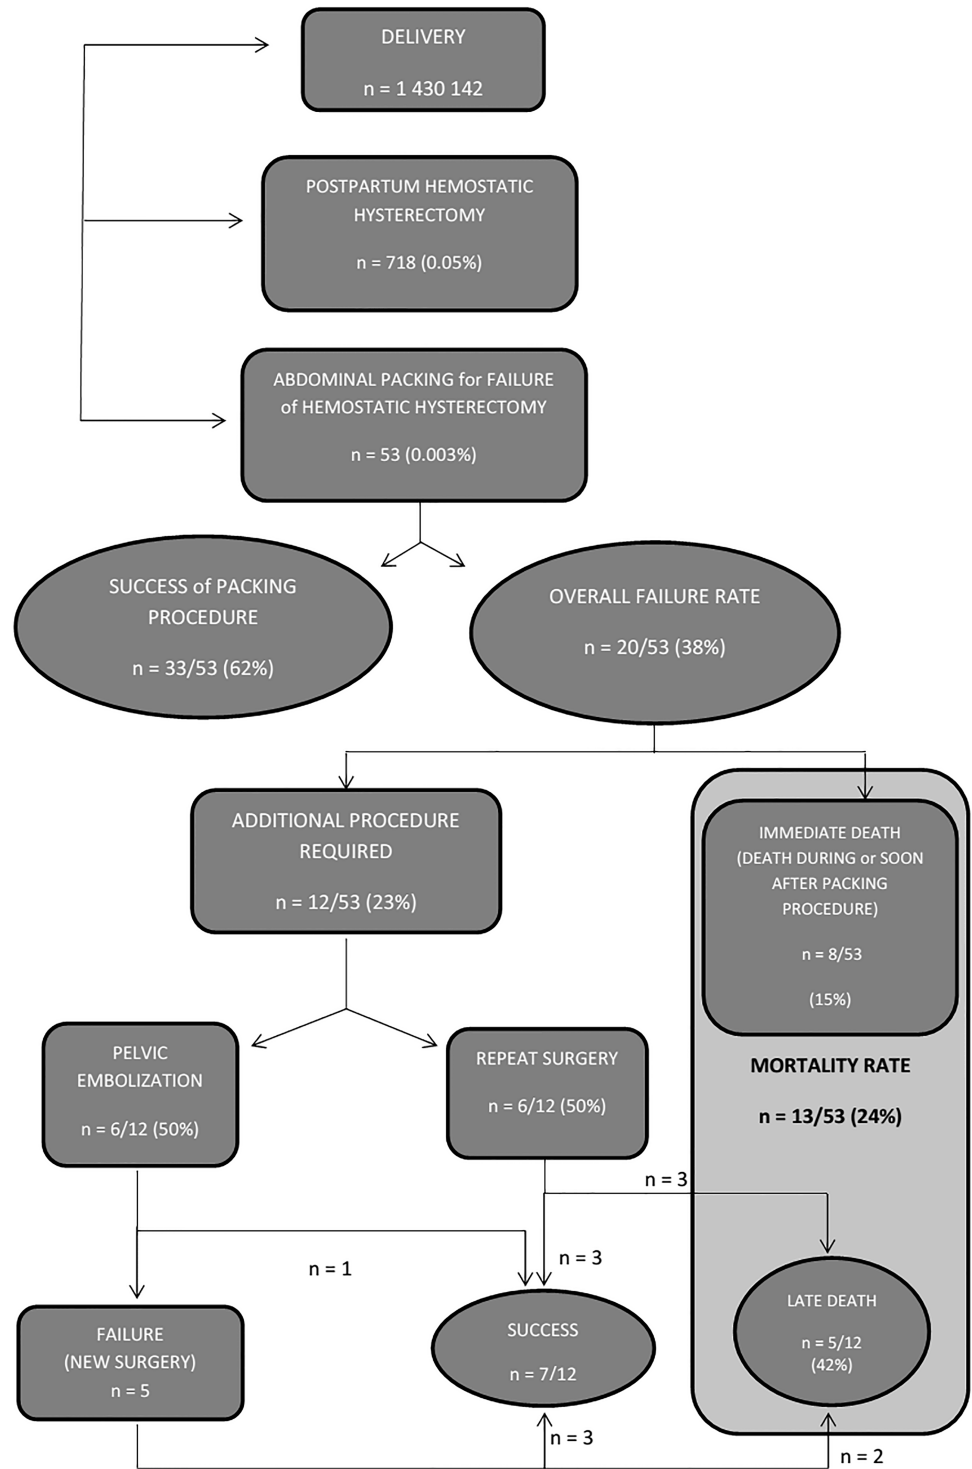 DELIVERY
n = 1 430 142
POSTPARTUM HEMOSTATIC
HYSTERECTOMY
n = 718 (0.05%)
ABDOMINAL PACKING for FAILURE
of HEMOSTATIC HYSTERECTOMY
n = 53 (0.003%)
SUCCESS of PACKING
PROCEDURE
n = 33/53 (62%)
OVERALL FAILURE RATE
n = 20/53 (38%)
ADDITIONAL PROCEDURE
REQUIRED
n = 12/53 (23%)
IMMEDIATE DEATH
(DEATH DURING or SOON
AFTER PACKING
PROCEDURE)
n = 8/53
(15%)
MORTALITY RATE
n = 13/53 (24%)
PELVIC
EMBOLIZATION
n = 6/12 (50%)
REPEAT SURGERY
n = 6/12 (50%)
n = 3
n = 3
n = 1
FAILURE
(NEW SURGERY)
n = 5
SUCCESS
n = 7/12
LATE DEATH
n = 5/12
(42%)
n = 3
n = 2